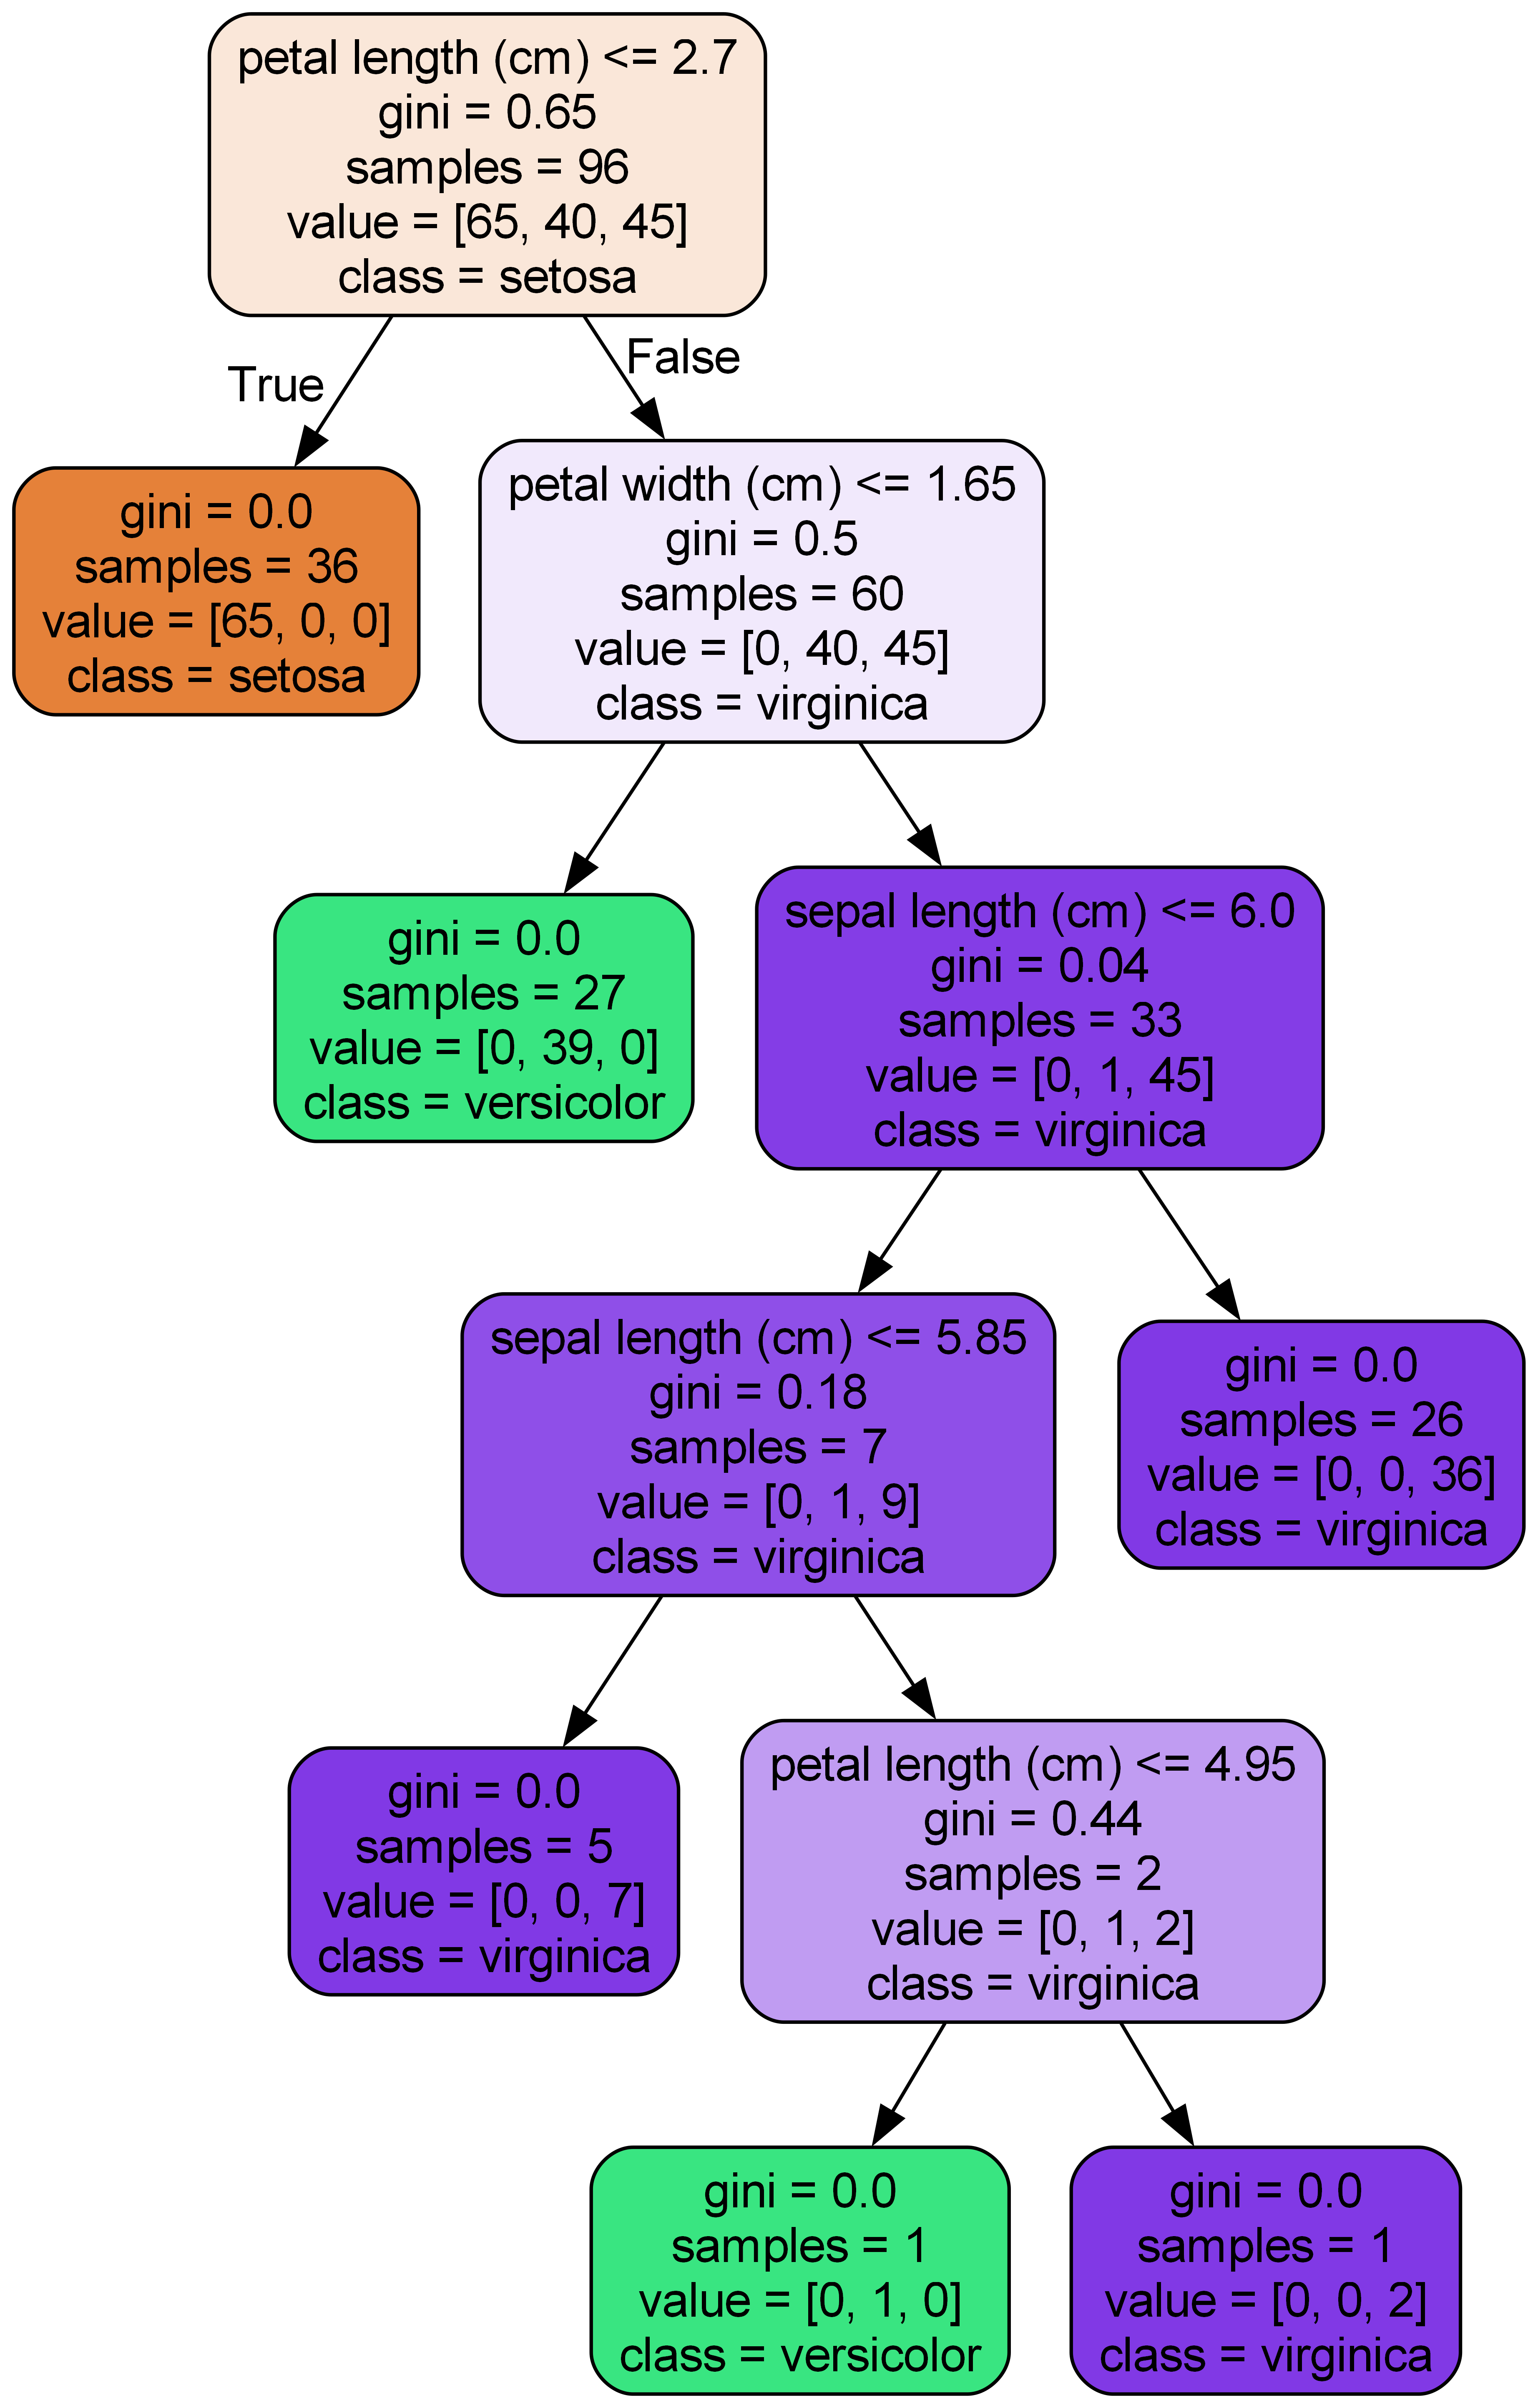 petal length (cm) <= 2.7
gini = 0.65
samples = 96
value = [65, 40, 45]
class = setosa
True
False
gini = 0.0
samples = 36
value = [65, 0, 0]
class = setosa
petal width (cm) <= 1.65
gini = 0.5
samples = 60
value = [0, 40, 45]
class = virginica
gini = 0.0
samples = 27
value = [0, 39, 0]
class = versicolor
sepal length (cm) <= 6.0
gini = 0.04
samples = 33
value = [0, 1, 45]
class = virginica
sepal length (cm) <= 5.85
gini = 0.18
samples = 7
value = [0, 1, 9]
class = virginica
gini = 0.0
samples = 26
value = [0, 0, 36]
class = virginica
gini = 0.0
samples = 5
value = [0, 0, 7]
class = virginica
petal length (cm) <= 4.95
gini = 0.44
samples = 2
value = [0, 1, 2]
class = virginica
gini = 0.0
samples = 1
value = [0, 1, 0]
class = versicolor
gini = 0.0
samples = 1
value = [0, 0, 2]
class = virginica